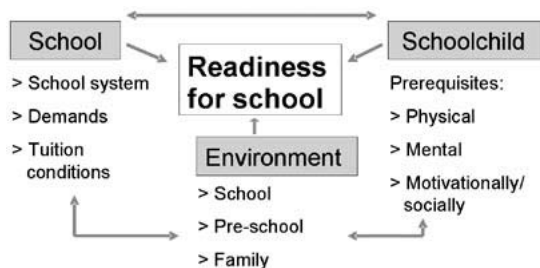 School
> School system
> Demands
> Tuition
conditions
Readiness
for school
Environment
> School
> Pre-school
> Family
Schoolchild
Prerequisites:
> Physical
> Mental
> Motivationally/
socially